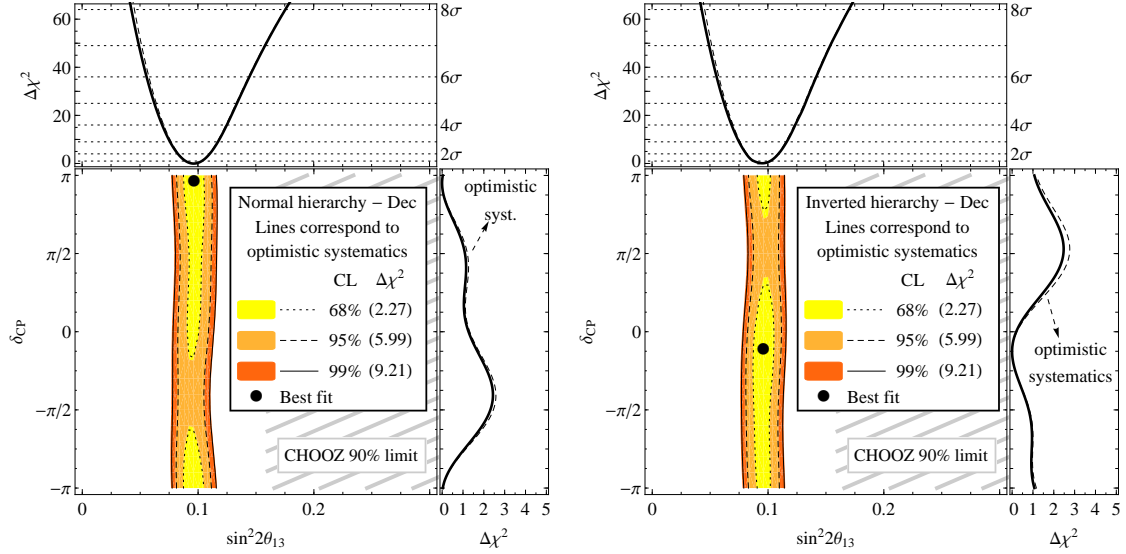 60
40
20
0
Δχ²
8σ
6σ
4σ
2σ
π
π/2
0
−π/2
−π
δCP
Normal hierarchy − Dec
Lines correspond to
optimistic systematics
CL Δχ²
68% (2.27)
95% (5.99)
99% (9.21)
Best fit
CHOOZ 90% limit
optimistic
syst.
0 0.1 0.2
sin²2θ13
0 1 2 3 4 5
Δχ²
60
40
20
0
Δχ²
8σ
6σ
4σ
2σ
π
π/2
0
−π/2
−π
δCP
Inverted hierarchy − Dec
Lines correspond to
optimistic systematics
CL Δχ²
68% (2.27)
95% (5.99)
99% (9.21)
Best fit
CHOOZ 90% limit
optimistic
systematics
0 0.1 0.2
sin²2θ13
0 1 2 3 4 5
Δχ²